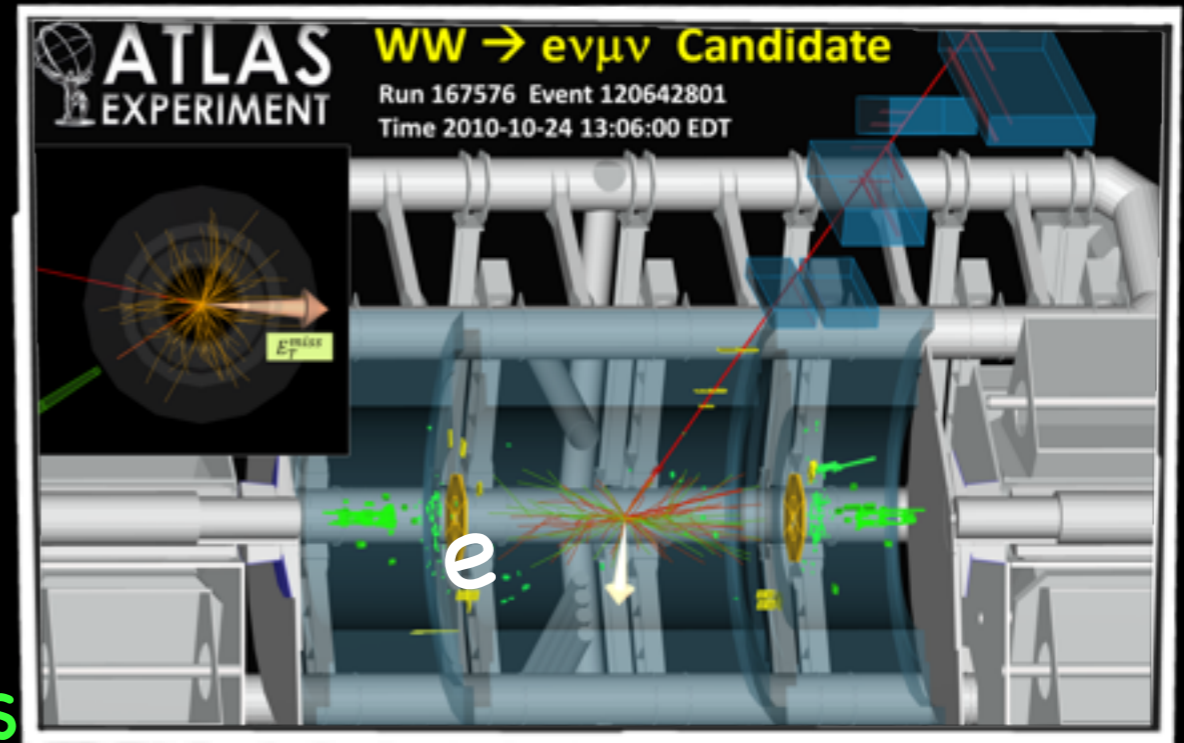 ATLAS
EXPERIMENT
WW → eνμν Candidate
Run 167576 Event 120642801
Time 2010-10-24 13:06:00 EDT
E_T^miss
e
s